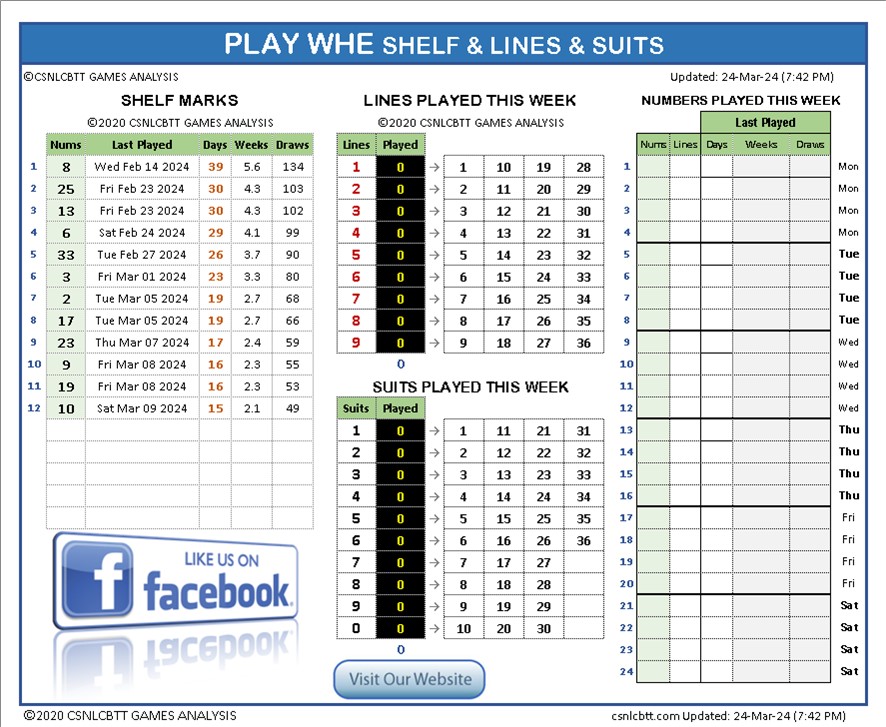 PLAY WHE SHELF & LINES & SUITS
©CSNLCBTT GAMES ANALYSIS
Updated: 24-Mar-24 (7:42 PM)
SHELF MARKS
©2020 CSNLCBTT GAMES ANALYSIS
Nums Last Played Days Weeks Draws
1 8 Wed Feb 14 2024 39 5.6 134
2 25 Fri Feb 23 2024 30 4.3 103
3 13 Fri Feb 23 2024 30 4.3 102
4 6 Sat Feb 24 2024 29 4.1 99
5 33 Tue Feb 27 2024 26 3.7 90
6 3 Fri Mar 01 2024 23 3.3 80
7 2 Tue Mar 05 2024 19 2.7 68
8 17 Tue Mar 05 2024 19 2.7 66
9 23 Thu Mar 07 2024 17 2.4 59
10 9 Fri Mar 08 2024 16 2.3 55
11 19 Fri Mar 08 2024 16 2.3 53
12 10 Sat Mar 09 2024 15 2.1 49
LIKE US ON
f facebook
LINES PLAYED THIS WEEK
©2020 CSNLCBTT GAMES ANALYSIS
Lines Played
1 0 → 1 10 19 28
2 0 → 2 11 20 29
3 0 → 3 12 21 30
4 0 → 4 13 22 31
5 0 → 5 14 23 32
6 0 → 6 15 24 33
7 0 → 7 16 25 34
8 0 → 8 17 26 35
9 0 → 9 18 27 36
0
SUITS PLAYED THIS WEEK
Suits Played
1 0 → 1 11 21 31
2 0 → 2 12 22 32
3 0 → 3 13 23 33
4 0 → 4 14 24 34
5 0 → 5 15 25 35
6 0 → 6 16 26 36
7 0 → 7 17 27
8 0 → 8 18 28
9 0 → 9 19 29
0 0 → 10 20 30
0
Visit Our Website
NUMBERS PLAYED THIS WEEK
Last Played
Nums Lines Days Weeks Draws
1 Mon
2 Mon
3 Mon
4 Mon
5 Tue
6 Tue
7 Tue
8 Tue
9 Wed
10 Wed
11 Wed
12 Wed
13 Thu
14 Thu
15 Thu
16 Thu
17 Fri
18 Fri
19 Fri
20 Fri
21 Sat
22 Sat
23 Sat
24 Sat
©2020 CSNLCBTT GAMES ANALYSIS
csnlcbtt.com Updated: 24-Mar-24 (7:42 PM)